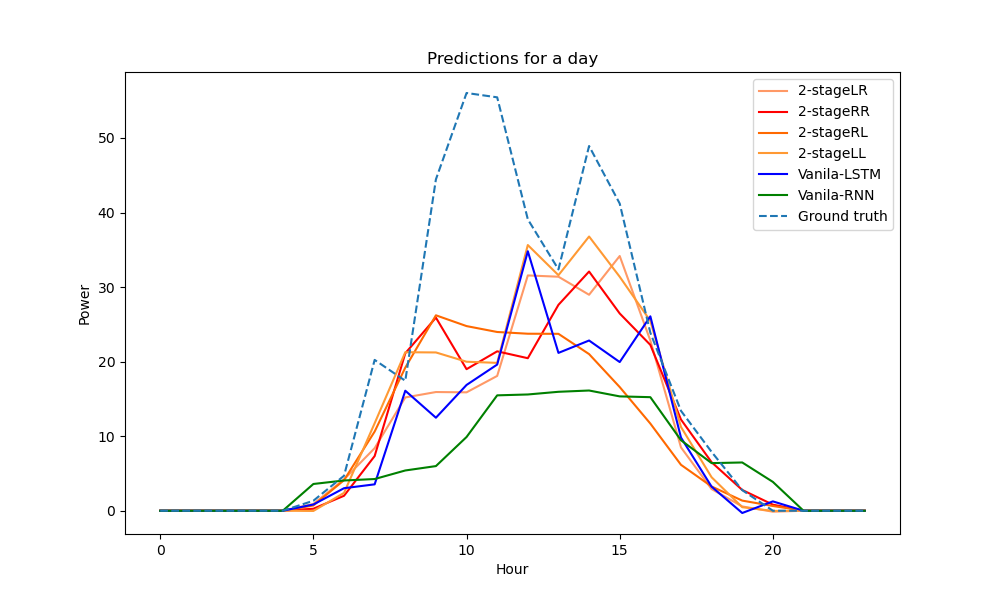 Predictions for a day
2-stageLR
2-stageRR
2-stageRL
2-stageLL
Vanila-LSTM
Vanila-RNN
Ground truth
50
40
30
20
10
0
Power
0 5 10 15 20
Hour